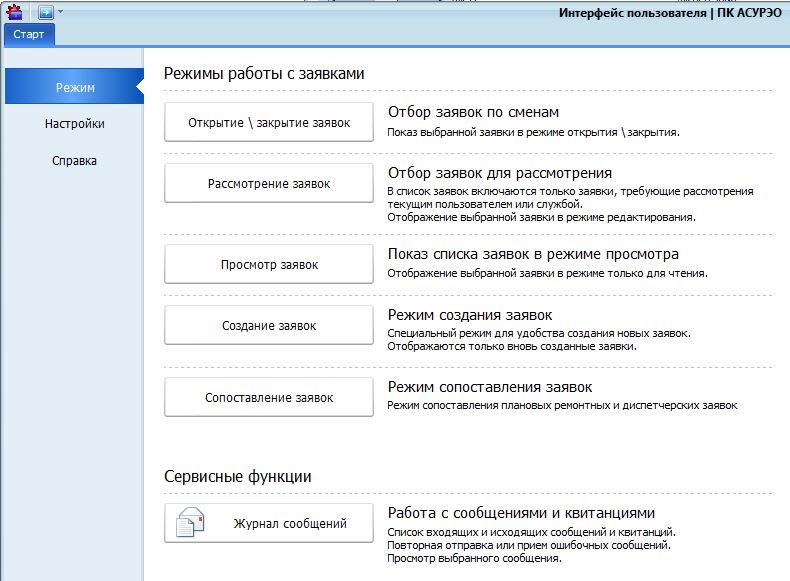 Интерфейс пользователя | ПК АСУРЭО
Старт
Режим
Настройки
Справка
Режимы работы с заявками
Открытие \ закрытие заявок
Отбор заявок по сменам
Показ выбранной заявки в режиме открытия \ закрытия.
Рассмотрение заявок
Отбор заявок для рассмотрения
В список заявок включаются только заявки, требующие рассмотрения
текущим пользователем или службой.
Отображение выбранной заявки в режиме редактирования.
Просмотр заявок
Показ списка заявок в режиме просмотра
Отображение выбранной заявки в режиме только для чтения.
Создание заявок
Режим создания заявок
Специальный режим для удобства создания новых заявок.
Отображаются только вновь созданные заявки.
Сопоставление заявок
Режим сопоставления заявок
Режим сопоставления плановых ремонтных и диспетчерских заявок
Сервисные функции
Журнал сообщений
Работа с сообщениями и квитанциями
Список входящих и исходящих сообщений и квитанций.
Повторная отправка или прием ошибочных сообщений.
Просмотр выбранного сообщения.